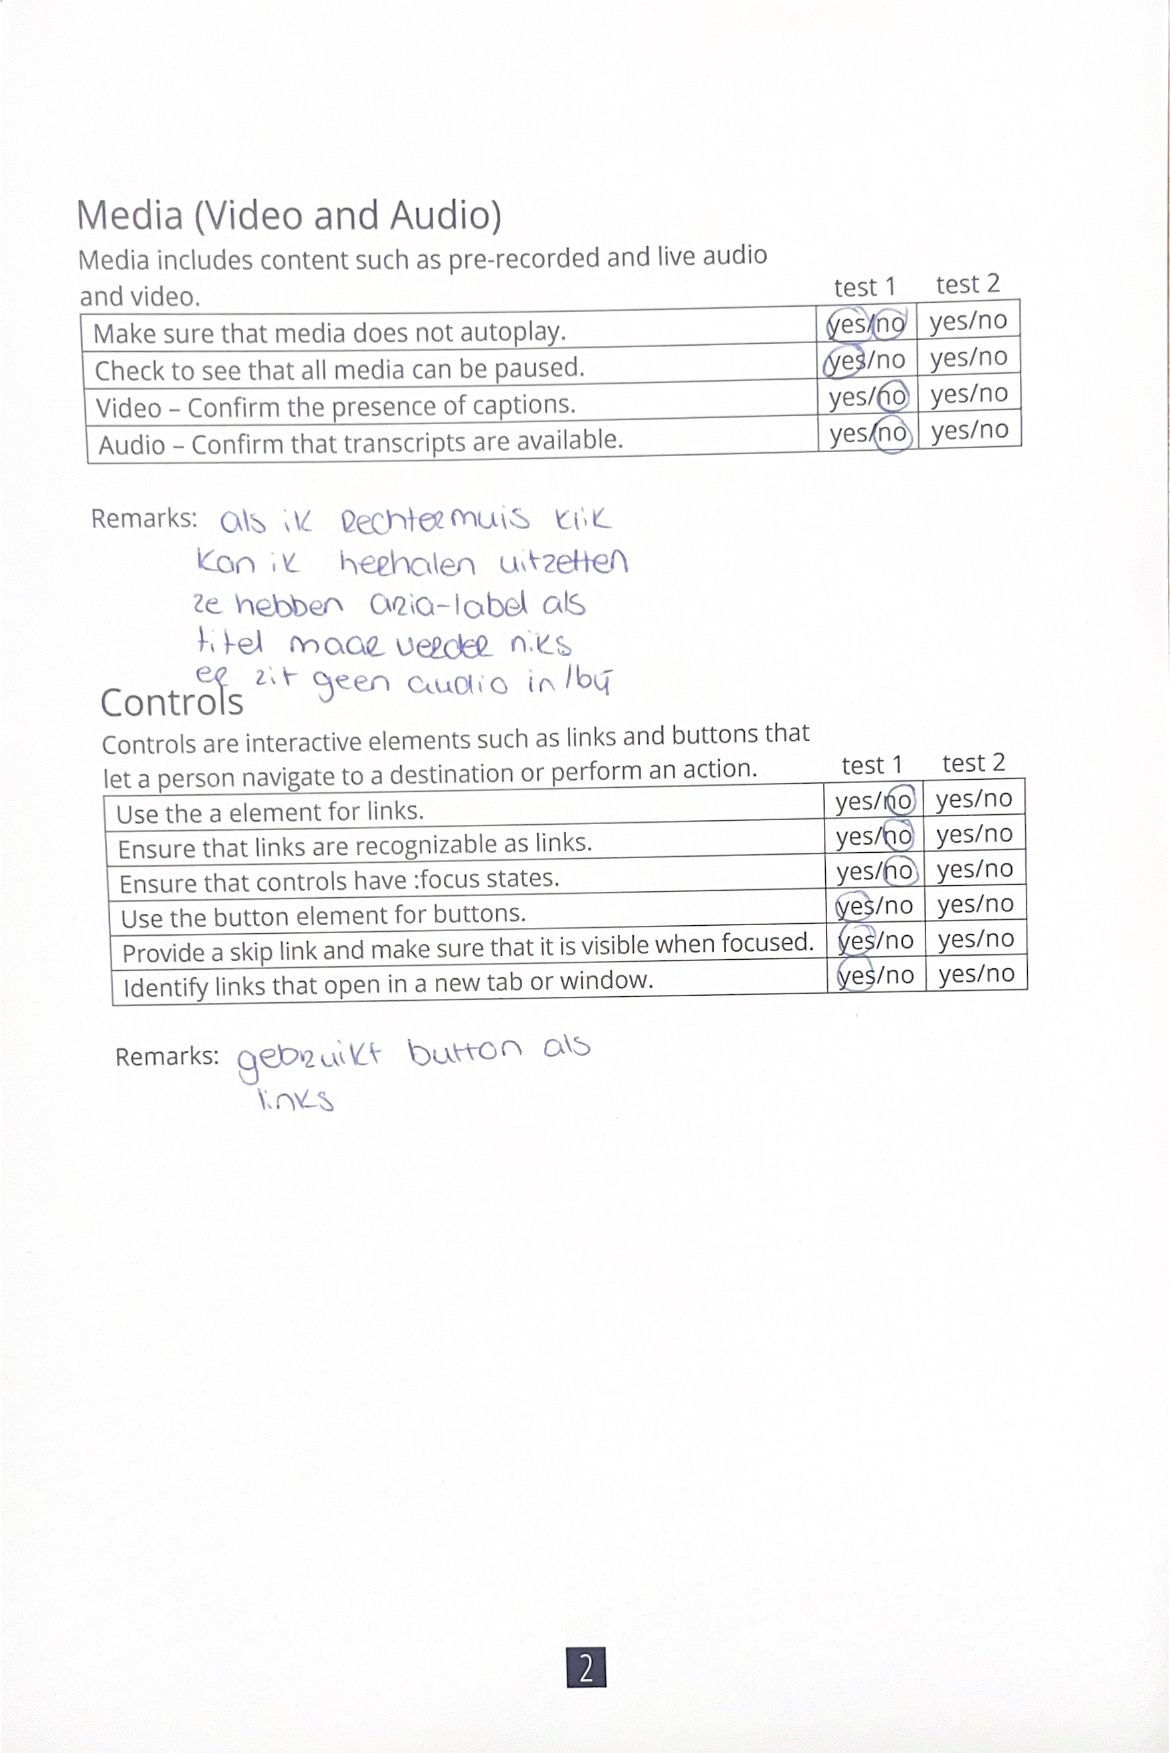 Media (Video and Audio)
Media includes content such as pre-recorded and live audio
and video.
test 1 test 2
Make sure that media does not autoplay. yes/no yes/no
Check to see that all media can be paused. yes/no yes/no
Video – Confirm the presence of captions. yes/no yes/no
Audio – Confirm that transcripts are available. yes/no yes/no
Remarks: als ik Rechtermuis klik
kan ik herhalen uitzetten
ze hebben aria-label als
titel maar verder niks
er zit geen audio in/bij
Controls
Controls are interactive elements such as links and buttons that
let a person navigate to a destination or perform an action.
test 1 test 2
Use the a element for links. yes/no yes/no
Ensure that links are recognizable as links. yes/no yes/no
Ensure that controls have :focus states. yes/no yes/no
Use the button element for buttons. yes/no yes/no
Provide a skip link and make sure that it is visible when focused. yes/no yes/no
Identify links that open in a new tab or window. yes/no yes/no
Remarks: gebruikt button als
links
2